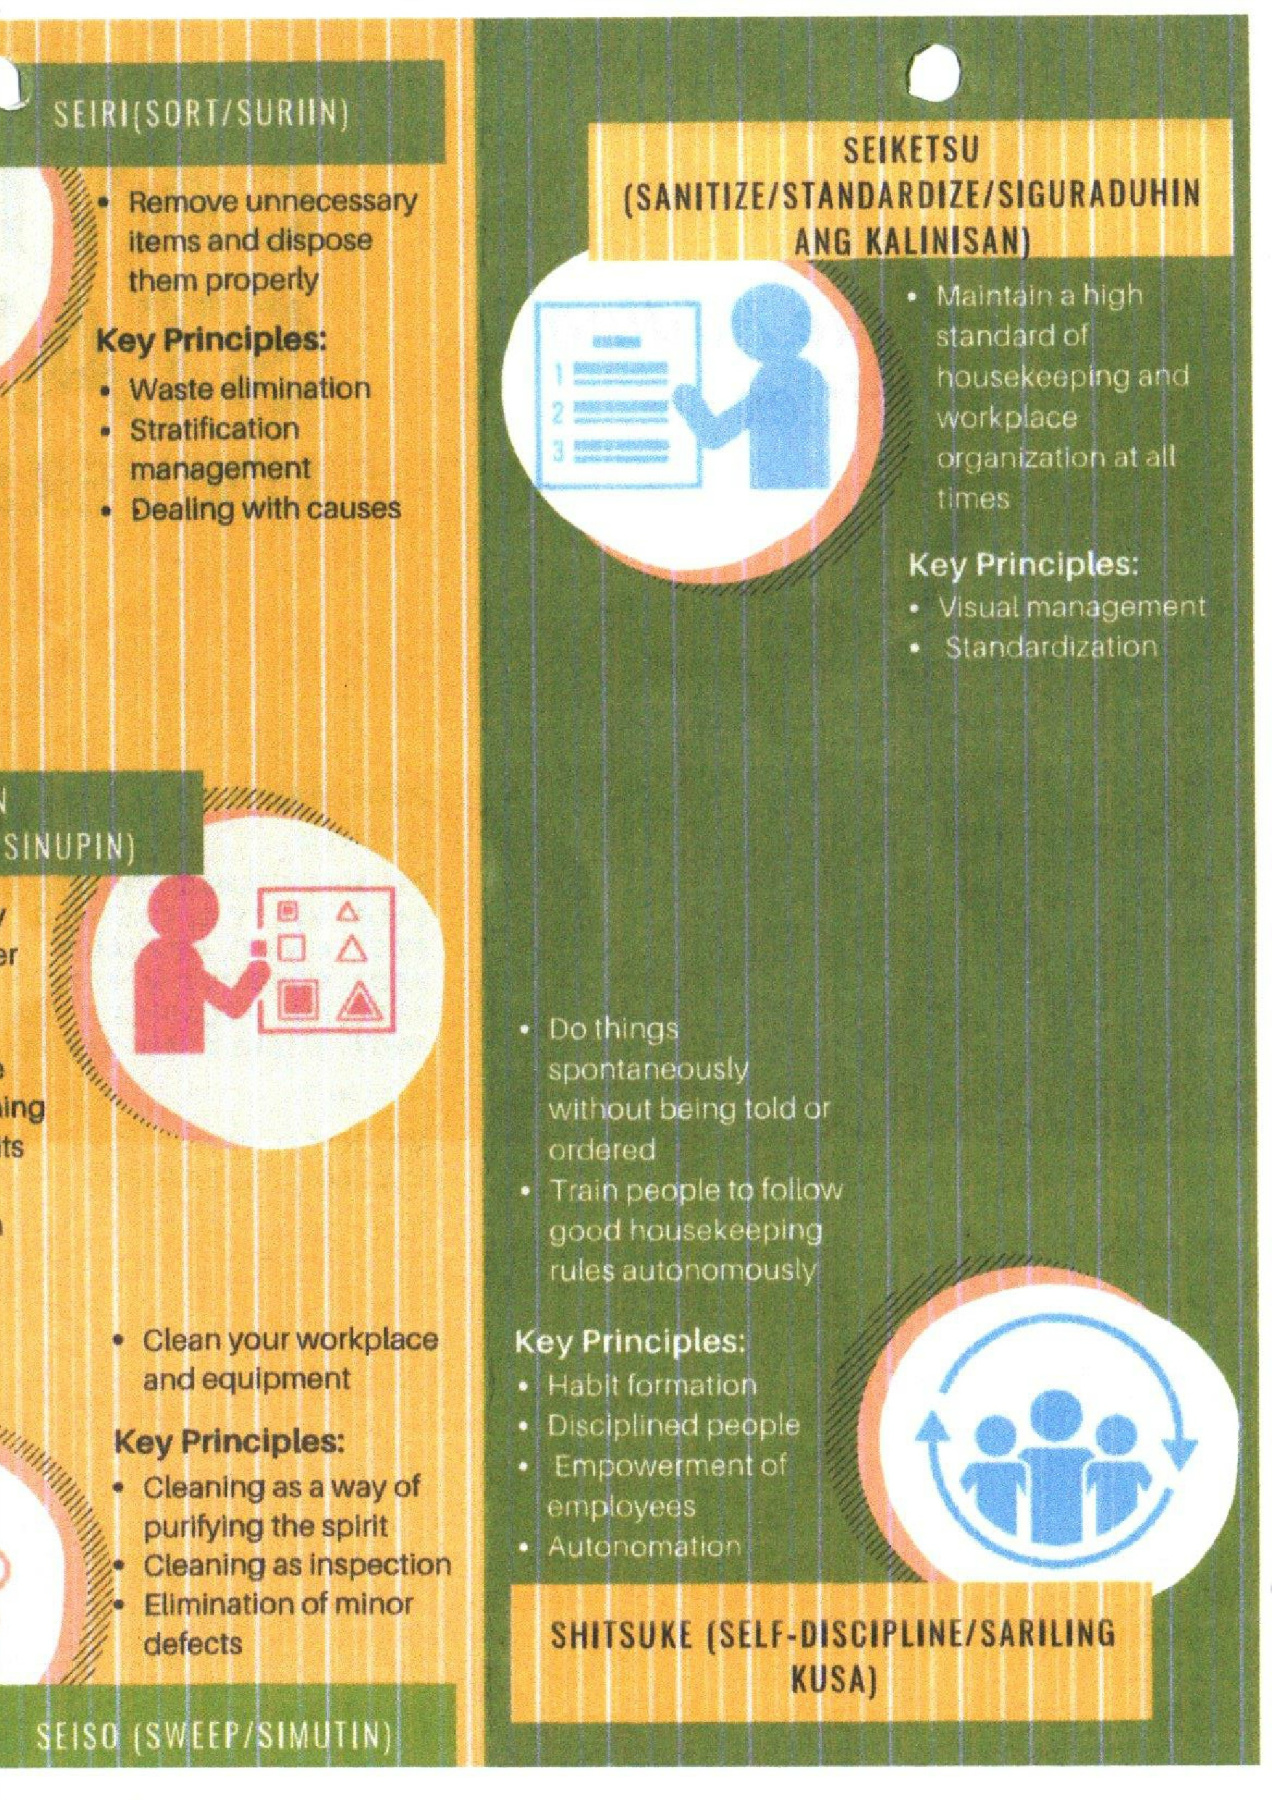 SEIRI(SORT/SURIIN)
• Remove unnecessary
items and dispose
them properly
Key Principles:
• Waste elimination
• Stratification
management
• Dealing with causes
SINUPIN)
• Clean your workplace
and equipment
Key Principles:
• Cleaning as a way of
purifying the spirit
• Cleaning as inspection
• Elimination of minor
defects
SEISO (SWEEP/SIMUTIN)
SEIKETSU
(SANITIZE/STANDARDIZE/SIGURADUHIN
ANG KALINISAN)
1
2
3
• Maintain a high
standard of
housekeeping and
workplace
organization at all
times
Key Principles:
• Visual management
• Standardization
• Do things
spontaneously
without being told or
ordered
• Train people to follow
good housekeeping
rules autonomously
Key Principles:
• Habit formation
• Disciplined people
• Empowerment of
employees
• Autonomation
SHITSUKE (SELF-DISCIPLINE/SARILING
KUSA)